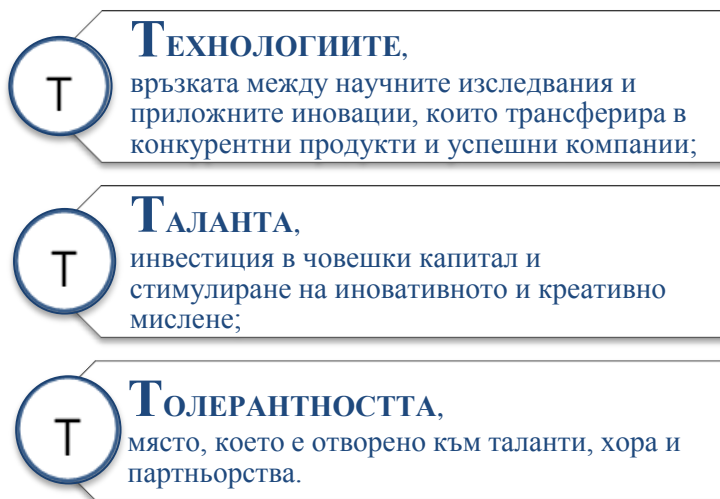 Т
ТЕХНОЛОГИИТЕ,
връзката между научните изследвания и
приложните иновации, които трансферира в
конкурентни продукти и успешни компании;
Т
ТАЛАНТА,
инвестиция в човешки капитал и
стимулиране на иновативното и креативно
мислене;
Т
ТОЛЕРАНТНОСТТА,
място, което е отворено към таланти, хора и
партньорства.